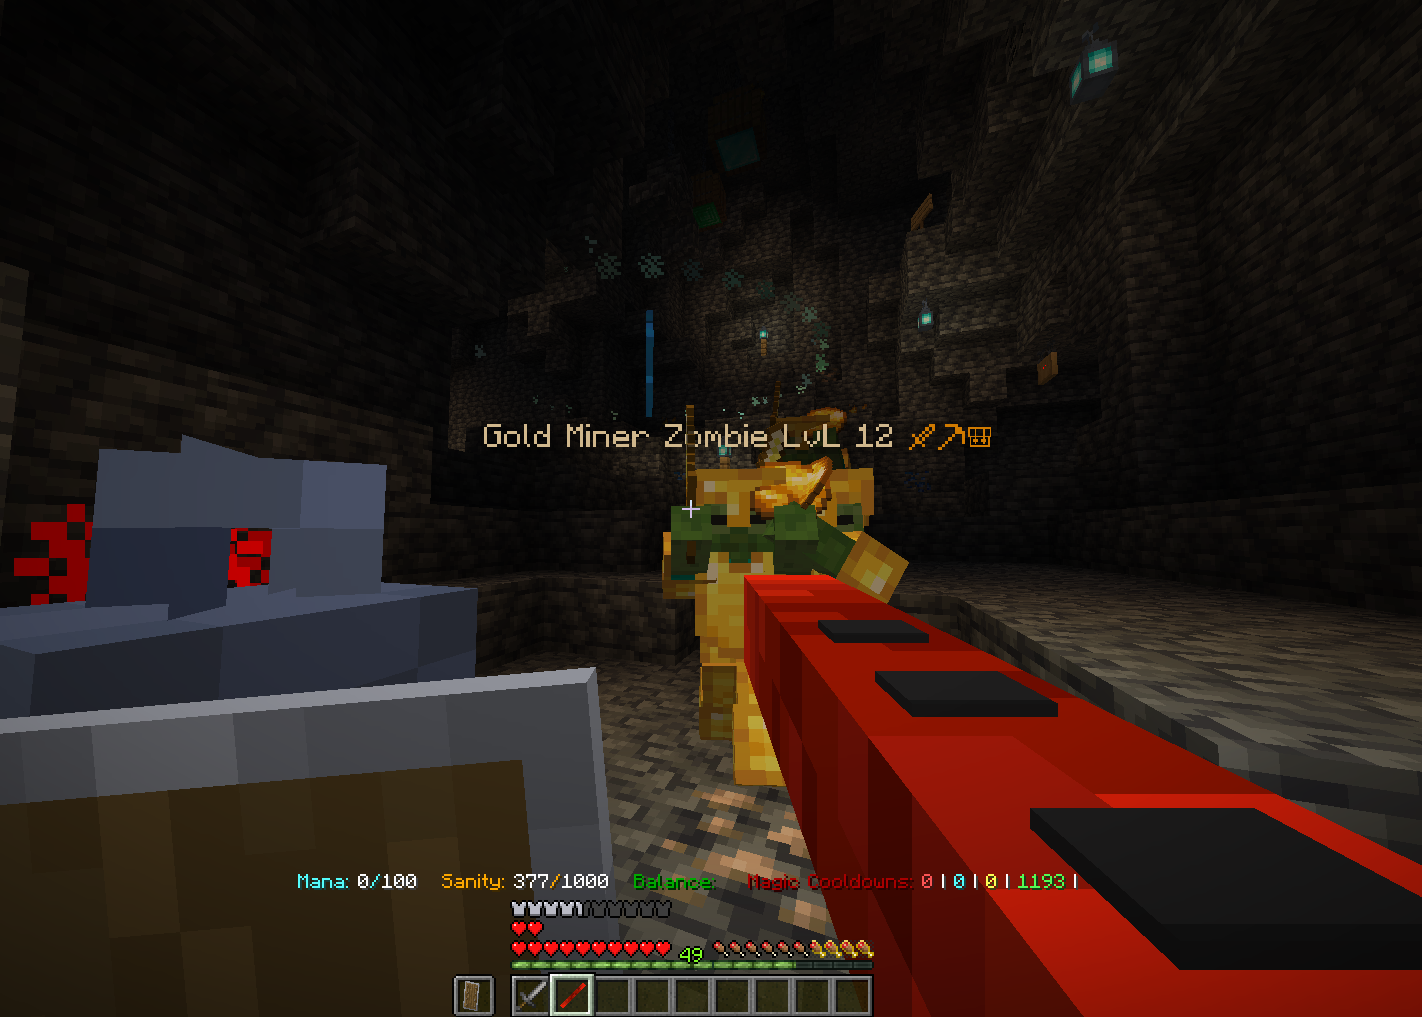 Gold Miner Zombie LvL 12
Mana: 0/100 Sanity: 377/1000 Balance: Magic Cooldowns: 0 | 0 | 0 | 1193 |
49